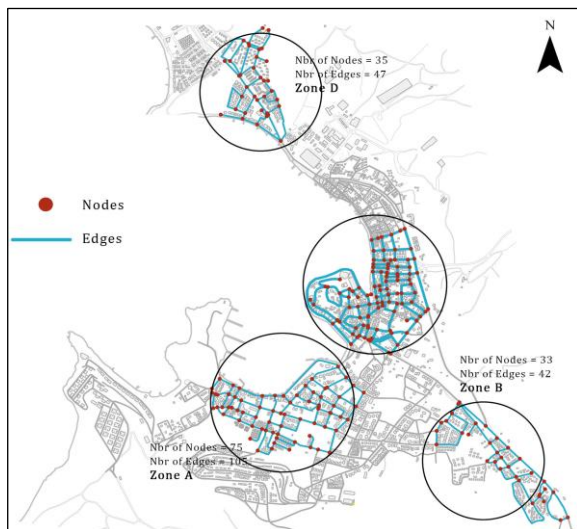 N
Nbr of Nodes = 35
Nbr of Edges = 47
Zone D
Nodes
Edges
Nbr of Nodes = 33
Nbr of Edges = 42
Zone B
Nbr of Nodes = 75
Nbr of Edges = 105
Zone A